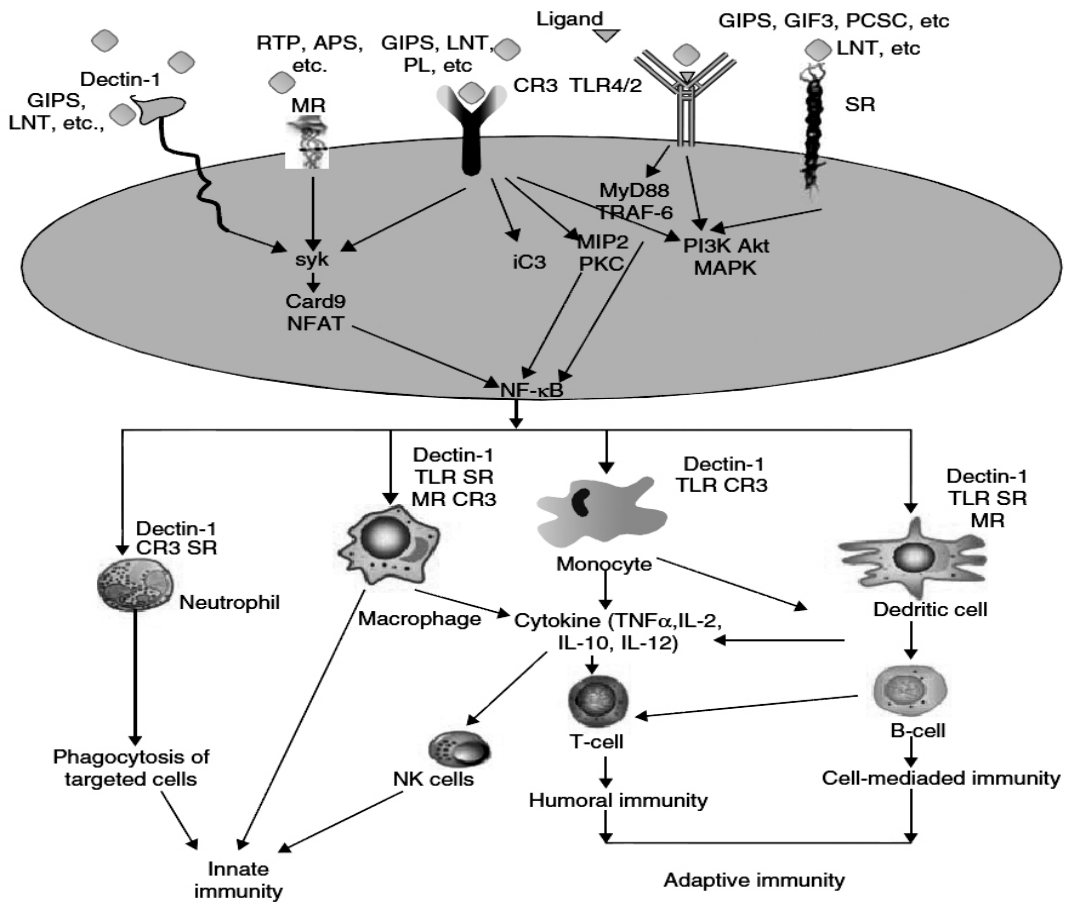 Ligand
GIPS, GIF3, PCSC, etc
LNT, etc
RTP, APS,
etc.
GIPS, LNT,
PL, etc
Dectin-1
GIPS,
LNT, etc.,
MR
CR3 TLR4/2
SR
MyD88
TRAF-6
syk
iC3
MIP2
PKC
PI3K Akt
MAPK
Card9
NFAT
NF-κB
Dectin-1
CR3 SR
Dectin-1
TLR SR
MR CR3
Dectin-1
TLR CR3
Dectin-1
TLR SR
MR
Neutrophil
Macrophage
Monocyte
Dedritic cell
Cytokine (TNFα,IL-2,
IL-10, IL-12)
T-cell
B-cell
Phagocytosis of
targeted cells
NK cells
Humoral immunity
Cell-mediaded immunity
Innate
immunity
Adaptive immunity